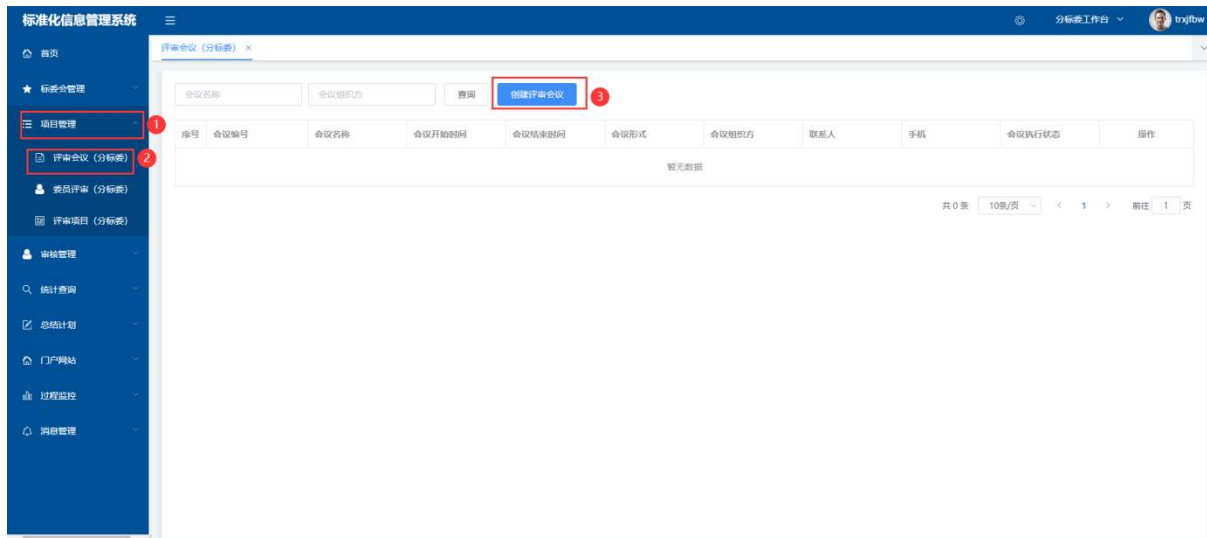 标准化信息管理系统
分标委工作台
trxjfbw
首页
评审会议（分标委） ×
标委会管理
会议名称 会议组织方 查询 创建评审会议 3
项目管理 1
序号 会议编号 会议名称 会议开始时间 会议结束时间 会议形式 会议组织方 联系人 手机 会议执行状态 操作
评审会议（分标委） 2
暂无数据
委员评审（分标委）
共 0 条 10条/页 < 1 > 前往 1 页
评审项目（分标委）
审核管理
统计查询
总结计划
门户网站
过程监控
消息管理